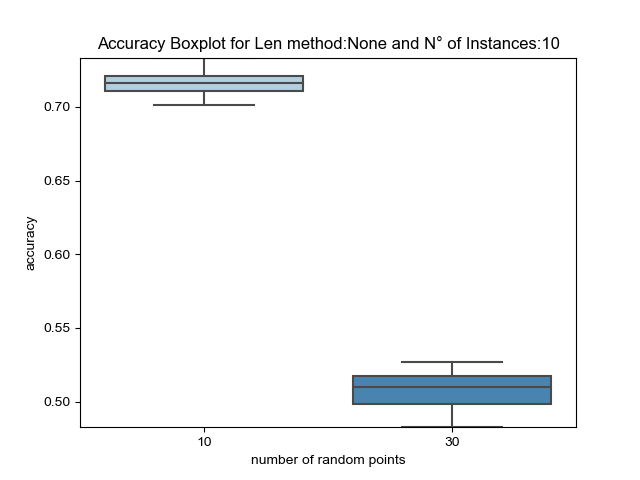 Accuracy Boxplot for Len method:None and N° of Instances:10
0.70
0.65
0.60
0.55
0.50
accuracy
10 30
number of random points